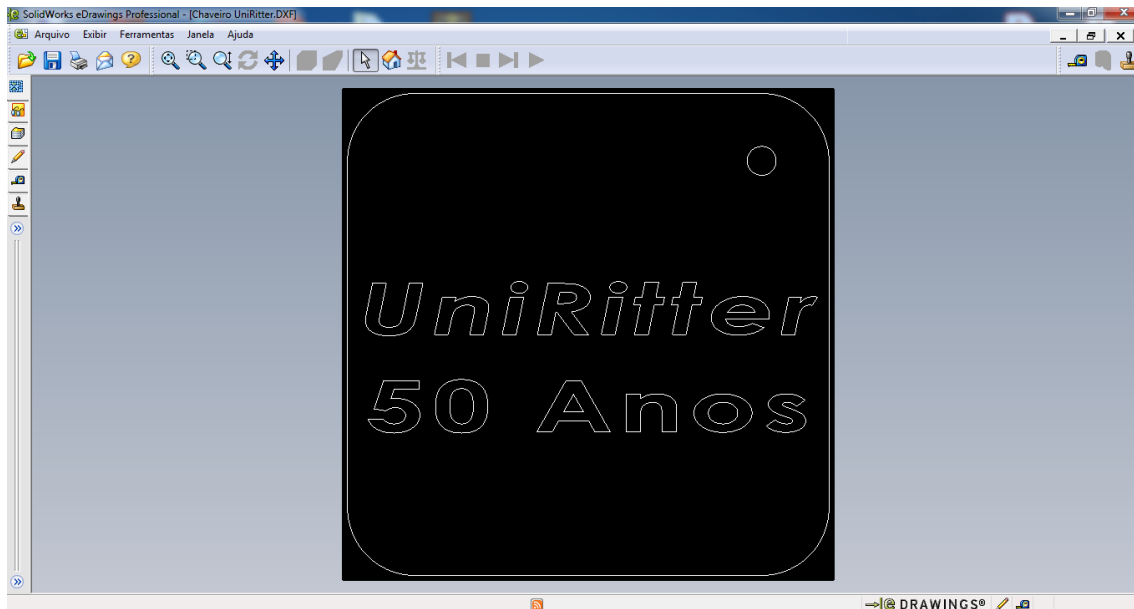 SolidWorks eDrawings Professional - [Chaveiro UniRitter.DXF]
Arquivo Exibir Ferramentas Janela Ajuda
UniRitter
50 Anos
e DRAWINGS®